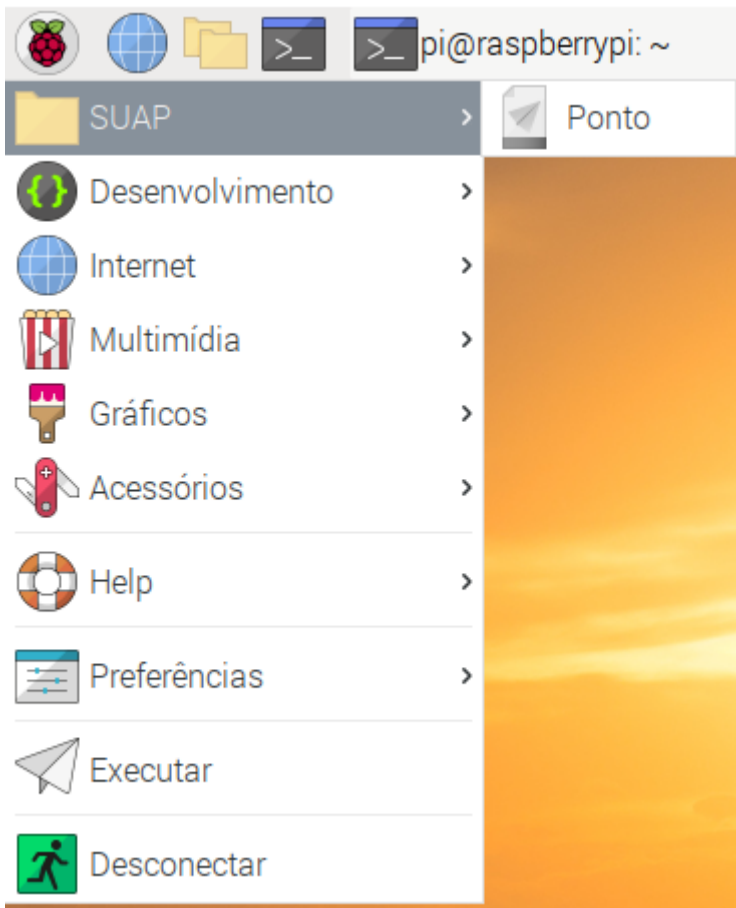 >_ >_ pi@raspberrypi: ~
SUAP
Ponto
Desenvolvimento
Internet
Multimídia
Gráficos
Acessórios
Help
Preferências
Executar
Desconectar